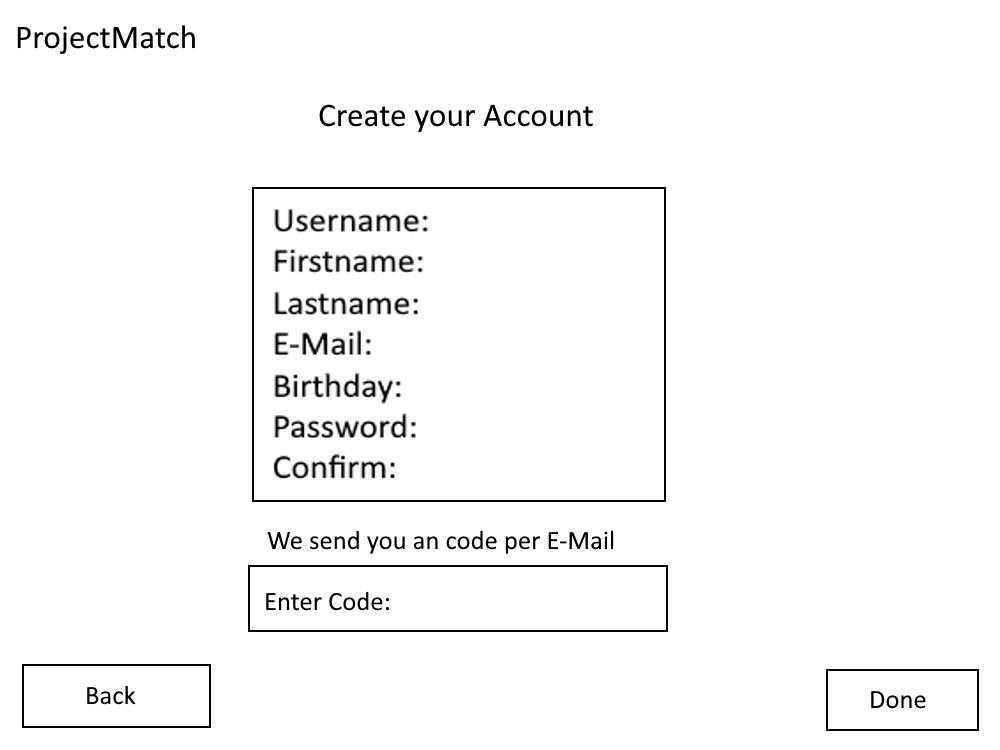 ProjectMatch
Create your Account
Username:
Firstname:
Lastname:
E-Mail:
Birthday:
Password:
Confirm:
We send you an code per E-Mail
Enter Code:
Back
Done